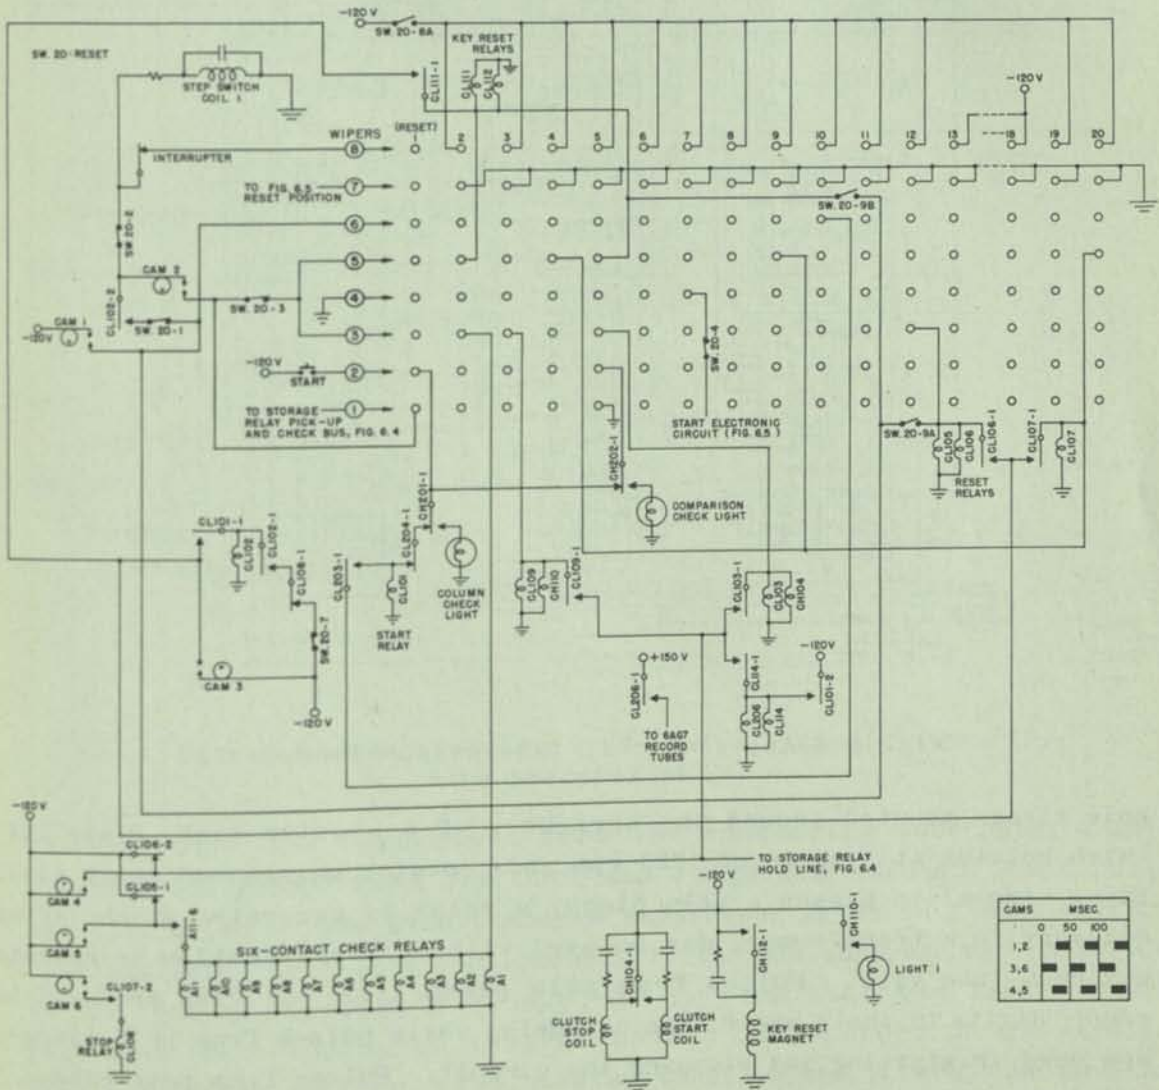 -120V
SW. 20-8A
KEY RESET
RELAYS
SW. 20-RESET
STEP SWITCH
COIL 1
CL111-1
CL111
CL112
-120V
WIPERS
(RESET)
1 2 3 4 5 6 7 8 9 10 11 12 13 18 19 20
8
INTERRUPTER
TO FIG. 6.5
RESET POSITION
7
SW. 20-9B
SW. 20-2
6
5
CAM 2
4
SW. 20-3
CAM 1
CL102-2
SW. 20-1
3
-120V
SW. 20-4
-120V
START
2
TO STORAGE
RELAY PICK-UP
AND CHECK BUS, FIG. 6.4
1
START ELECTRONIC
CIRCUIT (FIG. 6.5)
SW. 20-9A
CH202-1
CL105
CL106
CL106-1
CL107-1
CL107
RESET
RELAYS
COMPARISON
CHECK LIGHT
CH201-1
CL101-1
CL102
CL102-1
CL108-1
CL203-1
CL204-1
CL101
COLUMN
CHECK
LIGHT
START
RELAY
CL109
CH110
CL109-1
CL103-1
CL103
CH104
SW. 20-7
CAM 3
-120V
+150V
-120V
CL206-1
CL114-1
CL101-2
TO 6AG7
RECORD
TUBES
CL206
CL114
-120V
CL106-2
TO STORAGE RELAY
HOLD LINE, FIG. 6.4
CAM 4
CL105-1
-120V
CAM 5
A11-6
SIX-CONTACT CHECK RELAYS
CH104-1
CH112-1
CH110-1
LIGHT 1
A11 A10 A9 A8 A7 A6 A5 A4 A3 A2 A1
CAM 6
CL107-2
STOP
RELAY
CL108
CLUTCH
STOP
COIL
CLUTCH
START
COIL
KEY RESET
MAGNET
CAMS MSEC.
0 50 100
1,2
3,6
4,5